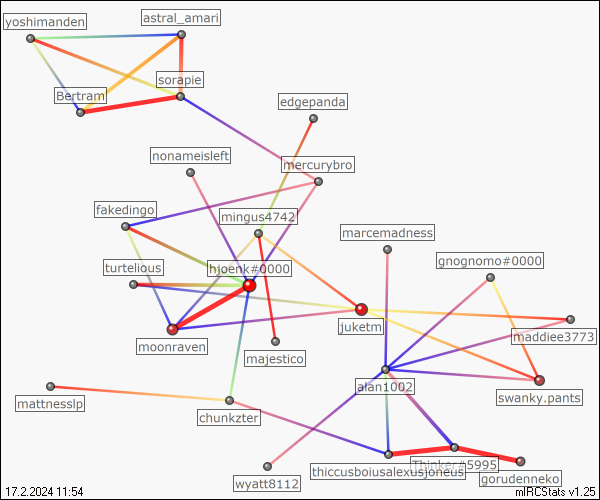 astral_amari
yoshimanden
sorapie
Bertram
edgepanda
nonameisleft
mercurybro
fakedingo
mingus4742
marcemadness
gnognomo#0000
turtelious
hjoenk#0000
juketm
maddiee3773
moonraven
majestico
alan1002
swanky.pants
mattnesslp
chunkzter
Thinker#5995
thiccusboiusalexusjoneus
gorudenneko
wyatt8112
17.2.2024 11:54
mIRCStats v1.25